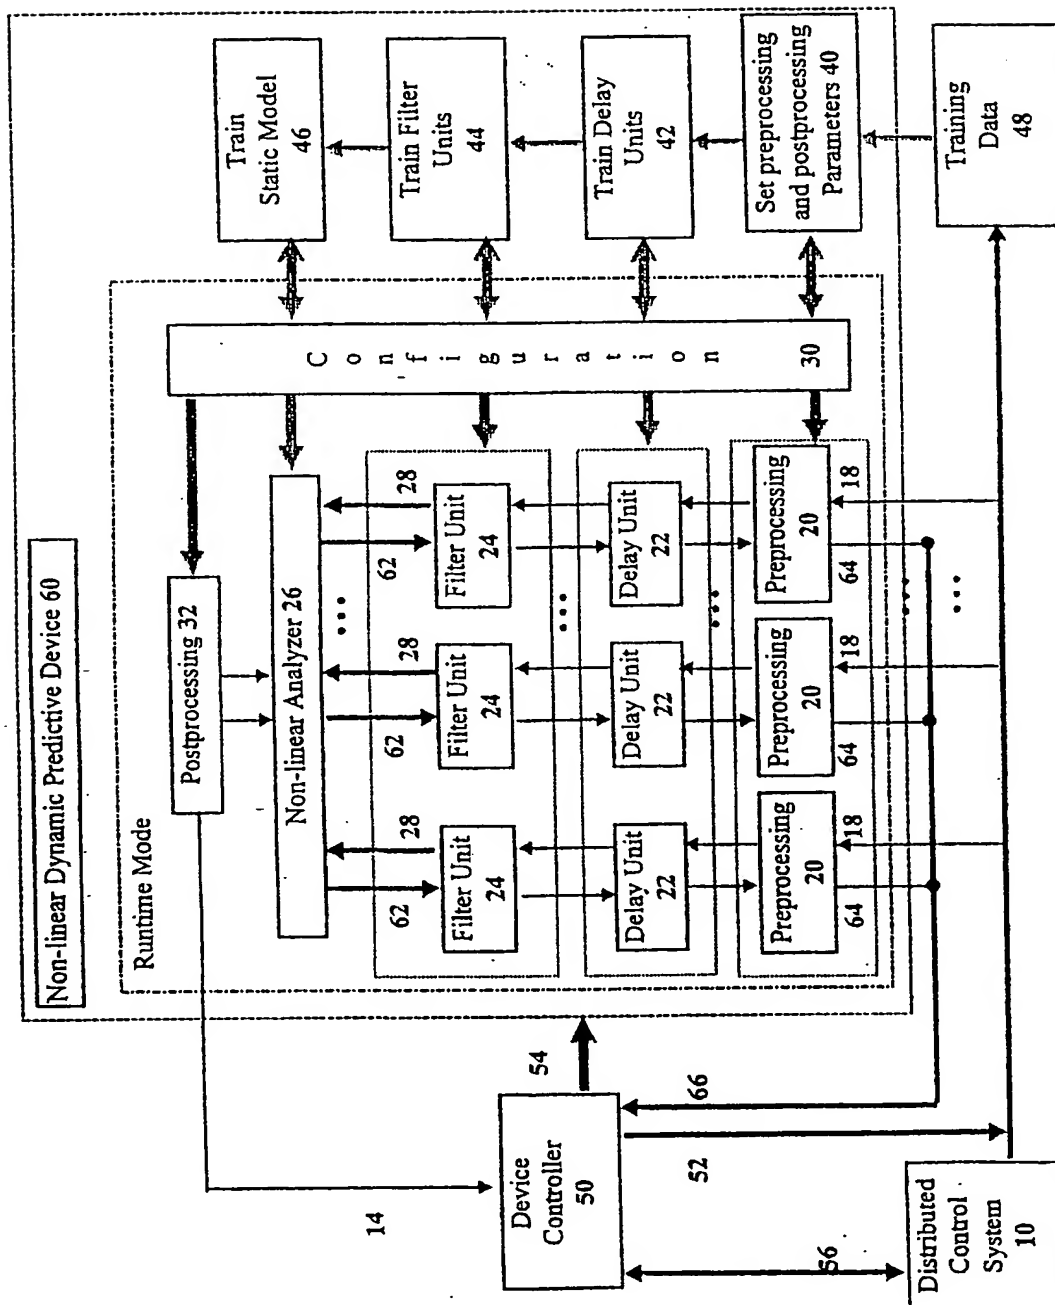 Non-linear Dynamic Predictive Device 60
Runtime Mode
Postprocessing 32
Non-linear Analyzer 26
62
28
62
28
62
28
...
Filter Unit
24
Filter Unit
24
Filter Unit
24
...
Delay Unit
22
Delay Unit
22
Delay Unit
22
...
Preprocessing
20
Preprocessing
20
Preprocessing
20
64
18
64
18
64
18
...
...
Configuration
30
Train
Static Model
46
Train Filter
Units
44
Train Delay
Units
42
Set preprocessing
and postprocessing
Parameters 40
Training
Data
48
14
Device
Controller
50
54
66
52
56
Distributed
Control
System
10